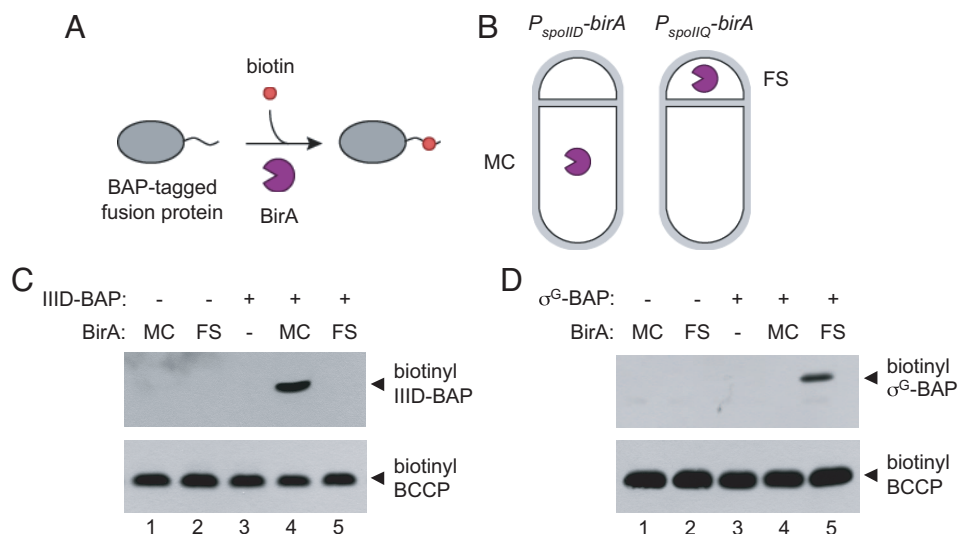 A
biotin
BAP-tagged
fusion protein
BirA
B
PspoIID-birA PspoIIQ-birA
FS
MC
C
IIID-BAP: - - + + +
BirA: MC FS - MC FS
biotinyl
IIID-BAP
biotinyl
BCCP
1 2 3 4 5
D
σG-BAP: - - + + +
BirA: MC FS - MC FS
biotinyl
σG-BAP
biotinyl
BCCP
1 2 3 4 5